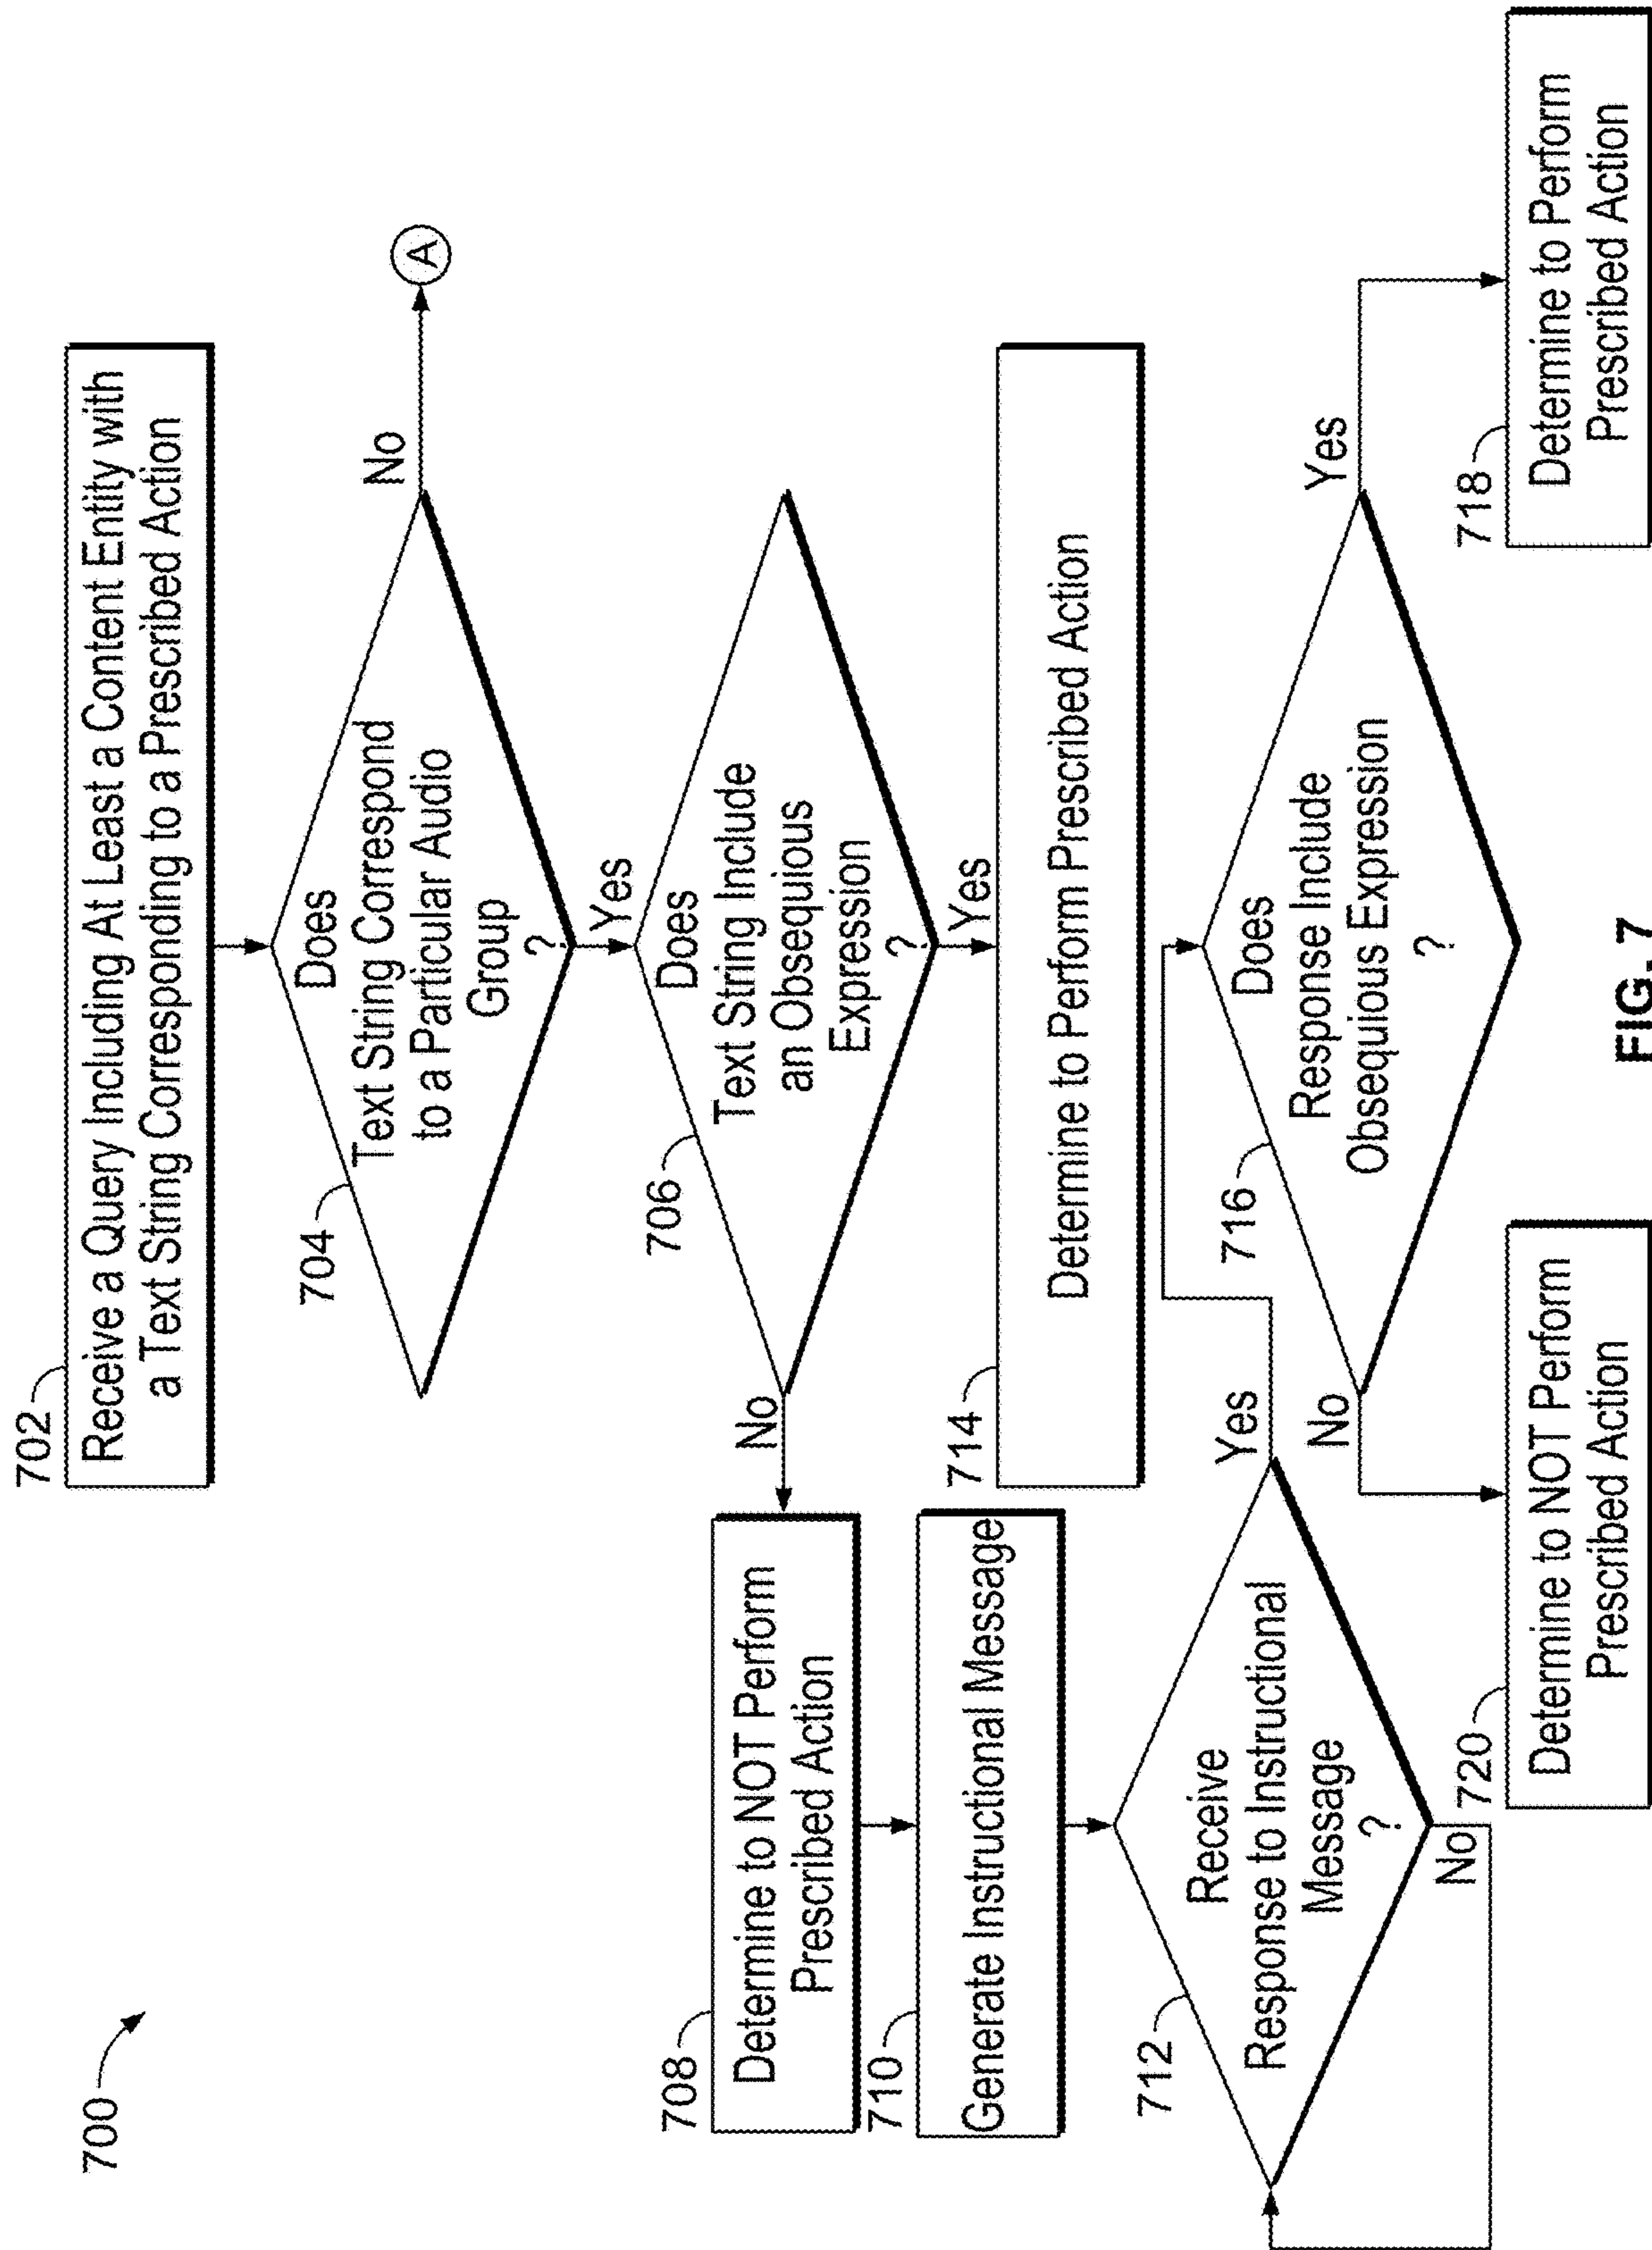 700
702
Receive a Query Including At Least a Content Entity with
a Text String Corresponding to a Prescribed Action
704
Does
Text String Correspond
to a Particular Audio
Group
?
No
A
Yes
706
Does
Text String Include
an Obsequious
Expression
?
No
Yes
708
Determine to NOT Perform
Prescribed Action
710
Generate Instructional Message
712
Receive
Response to Instructional
Message
?
No
Yes
714
Determine to Perform Prescribed Action
716
Does
Response Include
Obsequious Expression
?
No
Yes
720
Determine to NOT Perform
Prescribed Action
718
Determine to Perform
Prescribed Action
FIG. 7